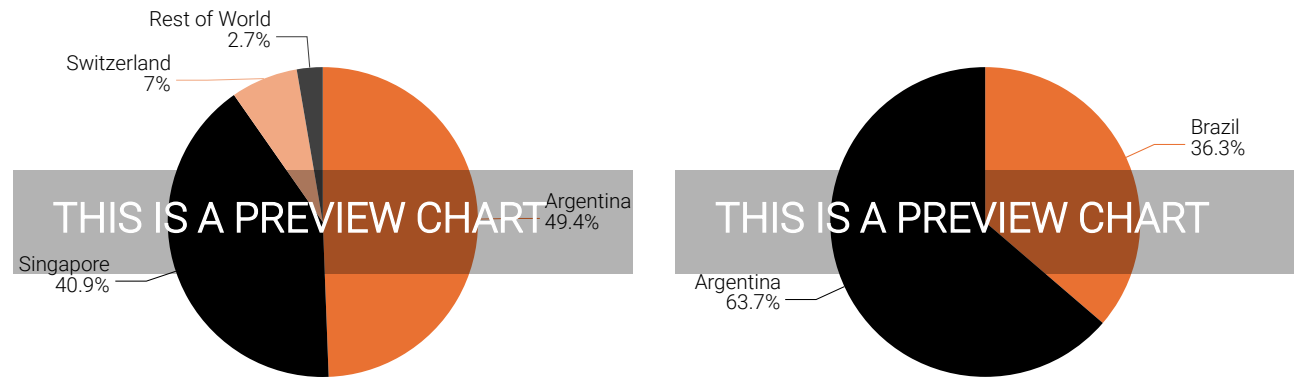 Rest of World
2.7%
Switzerland
7%
THIS IS A PREVIEW CHART
Argentina
49.4%
Singapore
40.9%
Brazil
36.3%
THIS IS A PREVIEW CHART
Argentina
63.7%